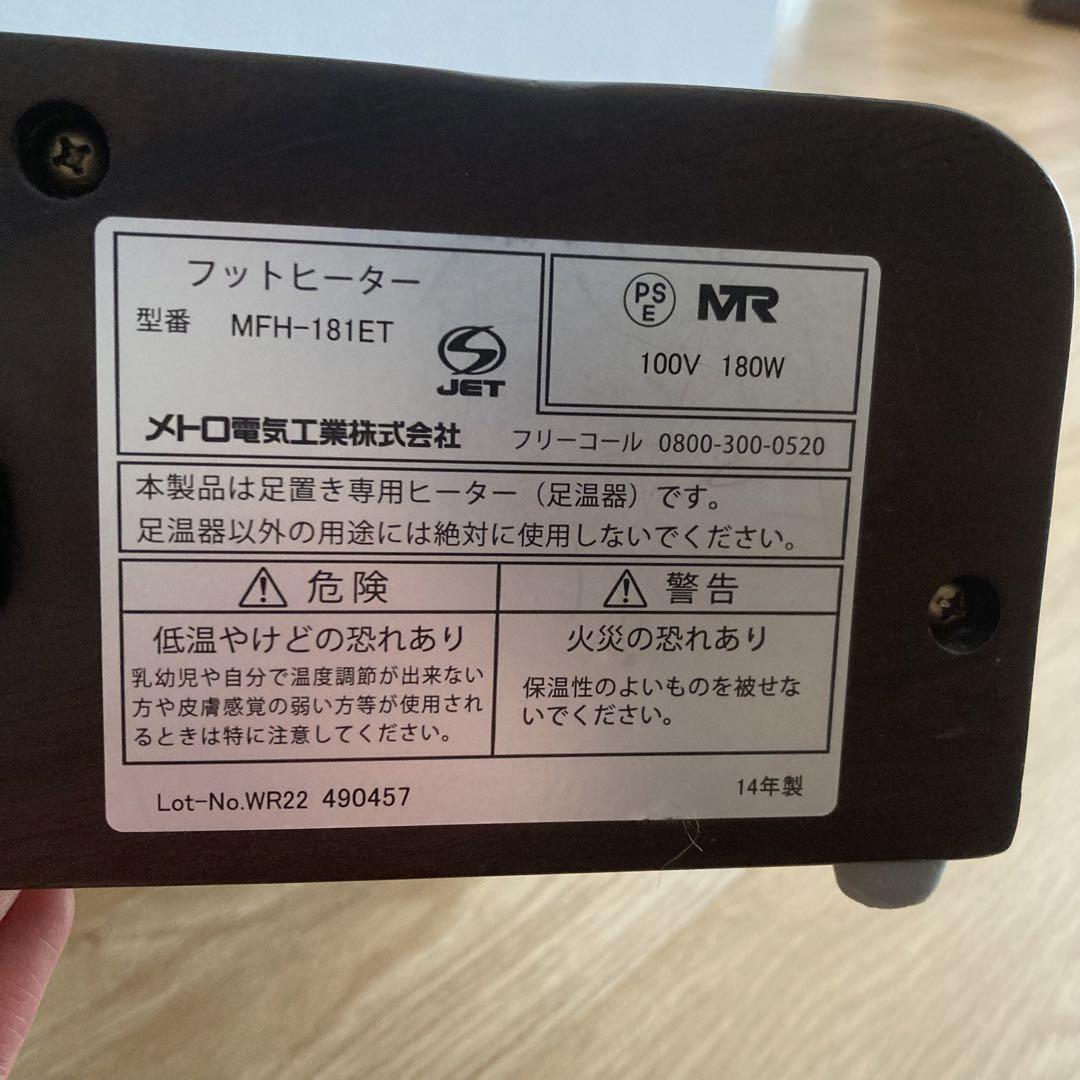 フットヒーター
型番 MFH-181ET
JET
PS
E
MTR
100V 180W
メトロ電気工業株式会社
フリーコール 0800-300-0520
本製品は足置き専用ヒーター（足温器）です。
足温器以外の用途には絶対に使用しないでください。
危険
低温やけどの恐れあり
乳幼児や自分で温度調節が出来ない
方や皮膚感覚の弱い方等が使用され
るときは特に注意してください。
警告
火災の恐れあり
保温性のよいものを被せな
いでください。
Lot-No.WR22 490457
14年製